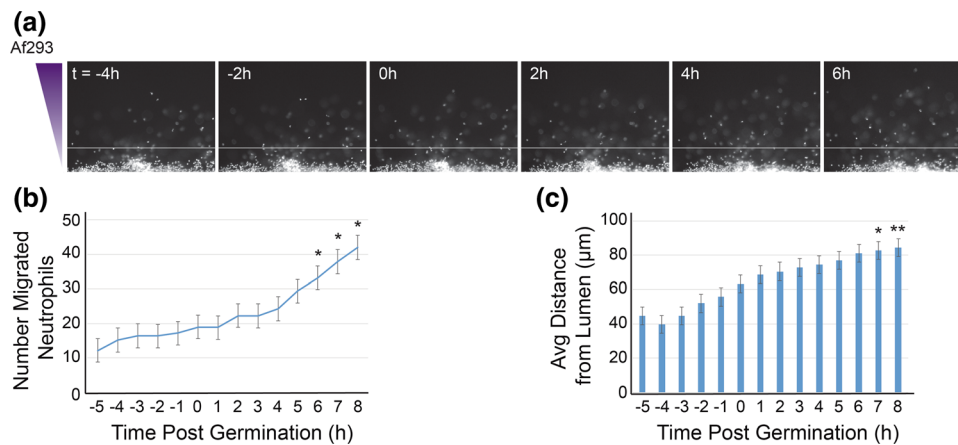 (a)
Af293
t = -4h
-2h
0h
2h
4h
6h
(b)
Number Migrated
Neutrophils
50
40
30
20
10
0
*
*
*
-5 -4 -3 -2 -1 0 1 2 3 4 5 6 7 8
Time Post Germination (h)
(c)
Avg Distance
from Lumen (µm)
100
80
60
40
20
0
*
**
-5 -4 -3 -2 -1 0 1 2 3 4 5 6 7 8
Time Post Germination (h)